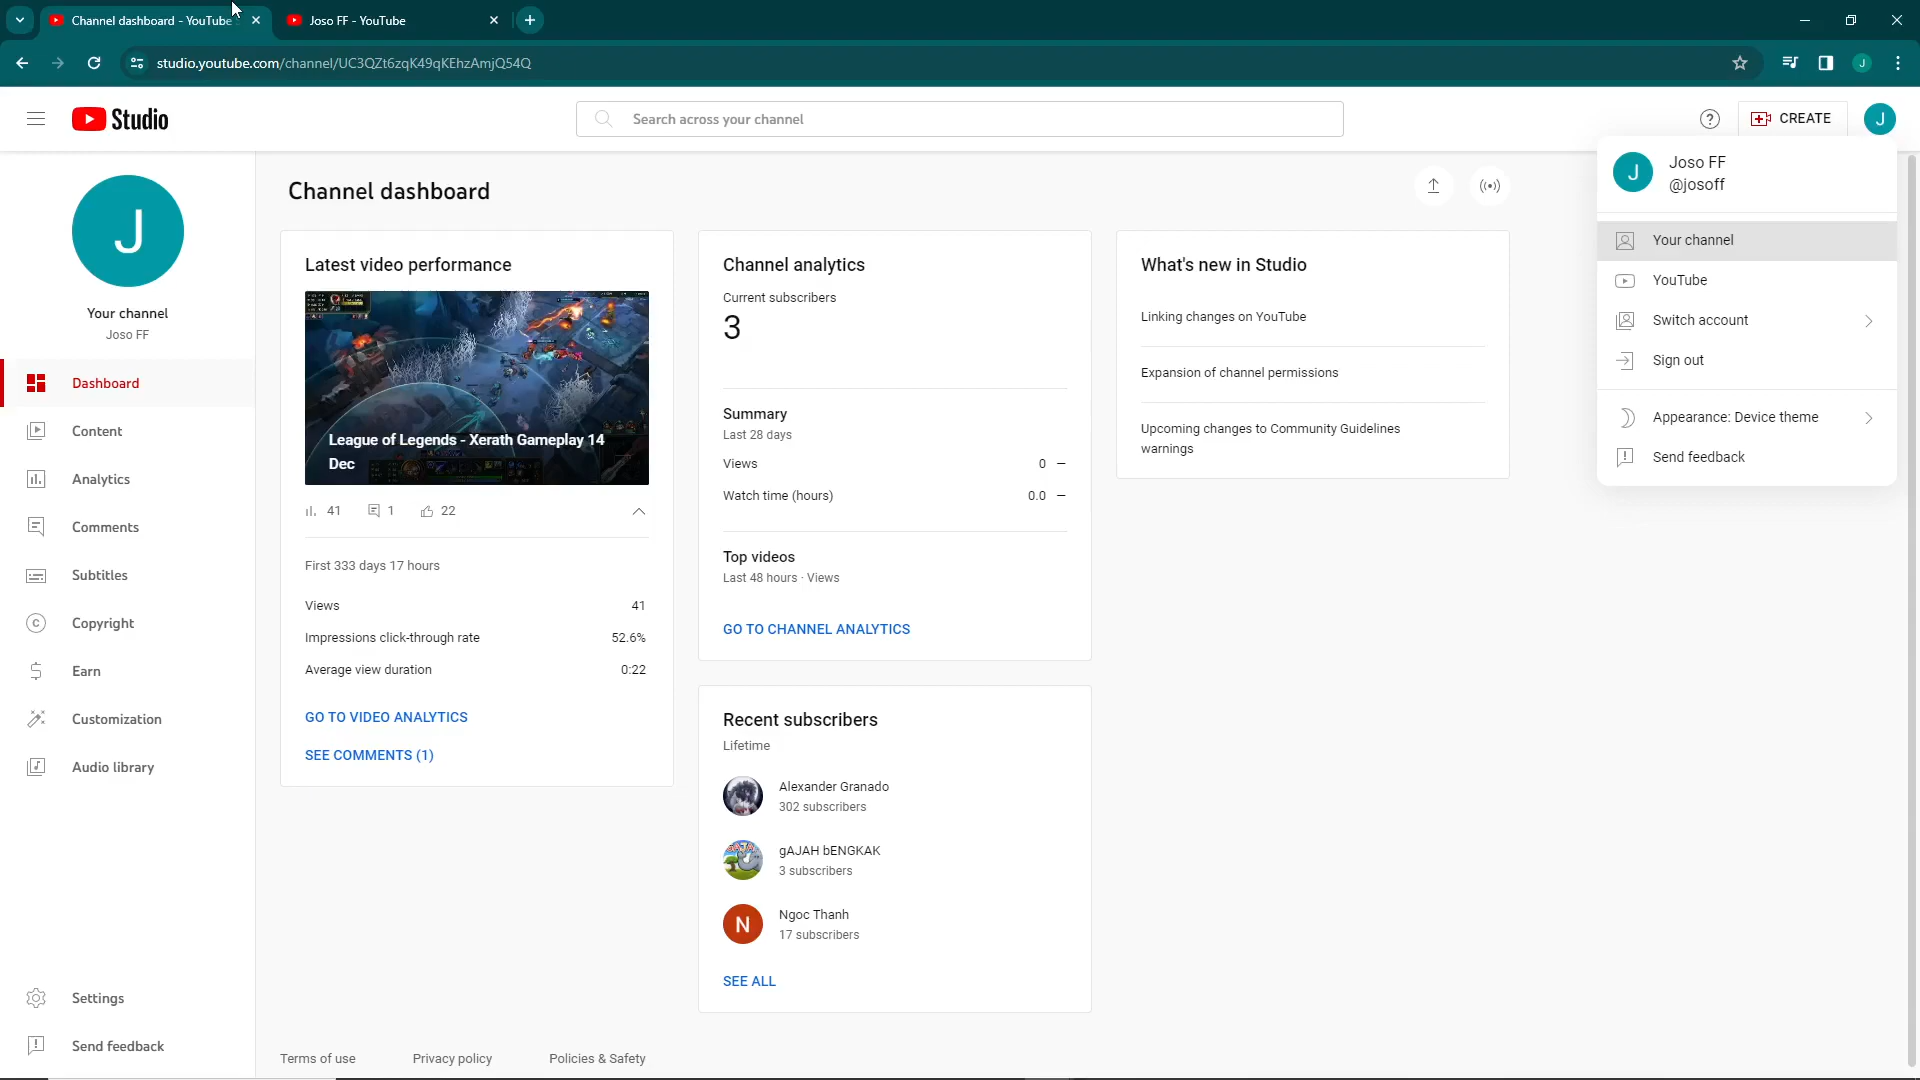 Channel dashboard - YouTube
Joso FF - YouTube
studio.youtube.com/channel/UC3QZt6zqK49qKEhzAmjQ54Q
J
Studio
Search across your channel
CREATE
J
J
Joso FF
@josoff
Your channel
YouTube
Switch account
Sign out
Appearance: Device theme
Send feedback
J
Your channel
Joso FF
Dashboard
Content
Analytics
Comments
Subtitles
Copyright
Earn
Customization
Audio library
Settings
Send feedback
Channel dashboard
Latest video performance
League of Legends - Xerath Gameplay 14
Dec
41 1 22
First 333 days 17 hours
Views 41
Impressions click-through rate 52.6%
Average view duration 0:22
GO TO VIDEO ANALYTICS
SEE COMMENTS (1)
Channel analytics
Current subscribers
3
Summary
Last 28 days
Views 0 —
Watch time (hours) 0.0 —
Top videos
Last 48 hours · Views
GO TO CHANNEL ANALYTICS
Recent subscribers
Lifetime
Alexander Granado
302 subscribers
gAJAH bENGKAK
3 subscribers
N
Ngoc Thanh
17 subscribers
SEE ALL
What's new in Studio
Linking changes on YouTube
Expansion of channel permissions
Upcoming changes to Community Guidelines
warnings
Terms of use Privacy policy Policies & Safety